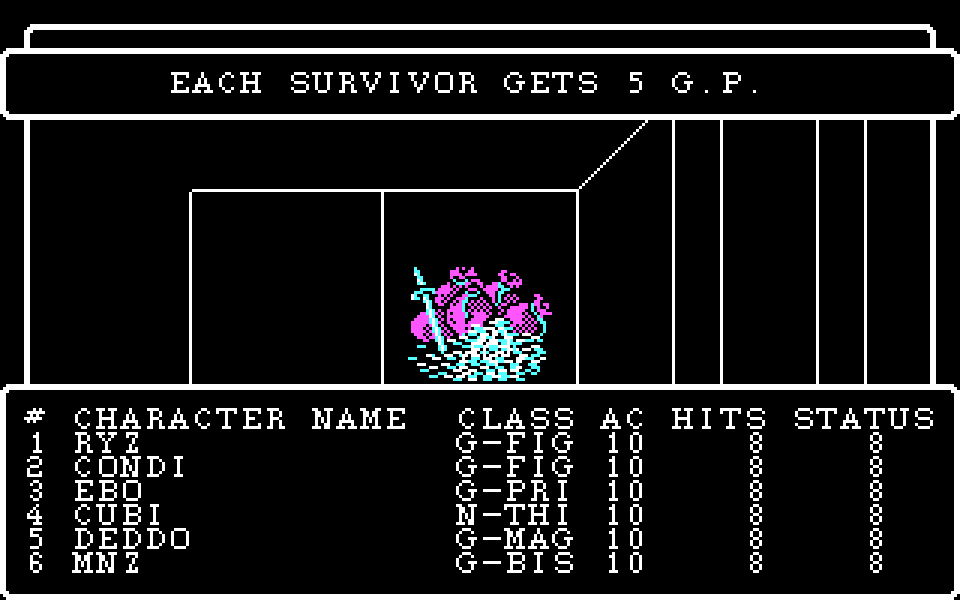 EACH SURVIVOR GETS 5 G.P.
# CHARACTER NAME CLASS AC HITS STATUS
1 RYZ G-FIG 10 8 8
2 CONDI G-FIG 10 8 8
3 EBO G-PRI 10 8 8
4 CUBI N-THI 10 8 8
5 DEDDO G-MAG 10 8 8
6 MNZ G-BIS 10 8 8